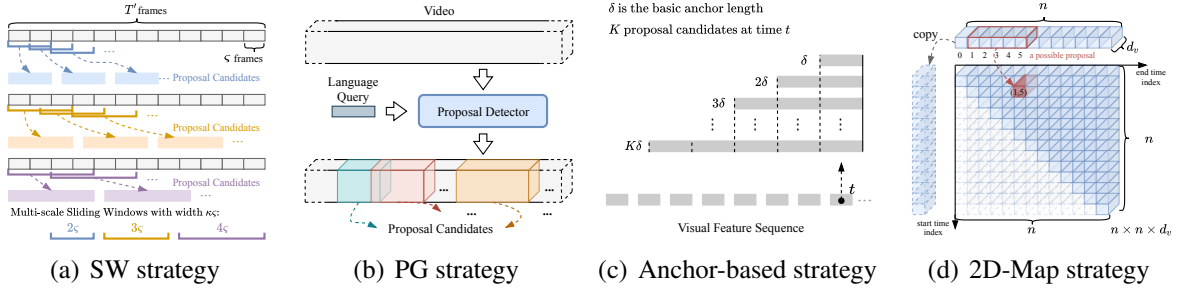 T′ frames
ς frames
...
Proposal Candidates
...
...
Proposal Candidates
...
...
Proposal Candidates
...
Multi-scale Sliding Windows with width κς:
2ς 3ς 4ς
(a) SW strategy
Video
Language
Query
Proposal Detector
... ...
... ...
Proposal Candidates
(b) PG strategy
δ is the basic anchor length
K proposal candidates at time t
δ
2δ
3δ
⋮ ⋮ ⋮ ⋮
Kδ
t
...
Visual Feature Sequence
(c) Anchor-based strategy
n
copy
d_v
0 1 2 3 4 5 a possible proposal
end time
index
(1,5)
n
start time
index
n
n × n × d_v
(d) 2D-Map strategy